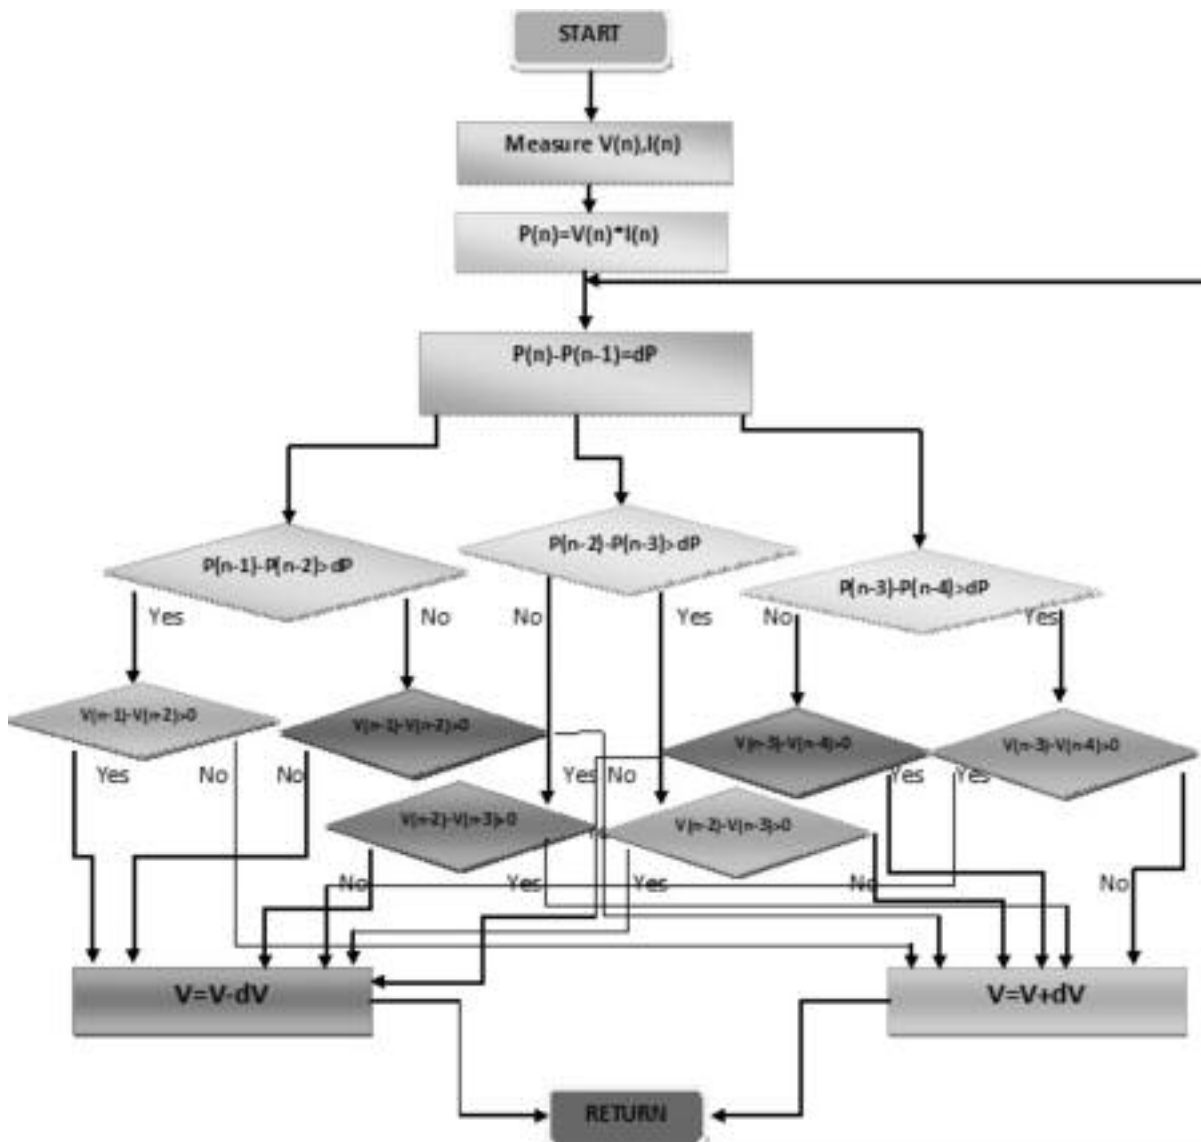 START
Measure V(n),I(n)
P(n)=V(n)*I(n)
P(n)-P(n-1)=dP
P(n-1)-P(n-2)>dP
P(n-2)-P(n-3)>dP
P(n-3)-P(n-4)>dP
Yes
No
No
Yes
No
Yes
V(n-1)-V(n-2)>0
V(n-1)-V(n-2)>0
V(n-3)-V(n-4)>0
V(n-3)-V(n-4)>0
Yes
No
No
Yes
No
Yes
Yes
V(n-2)-V(n-3)>0
V(n-2)-V(n-3)>0
No
Yes
Yes
No
No
V=V-dV
V=V+dV
RETURN